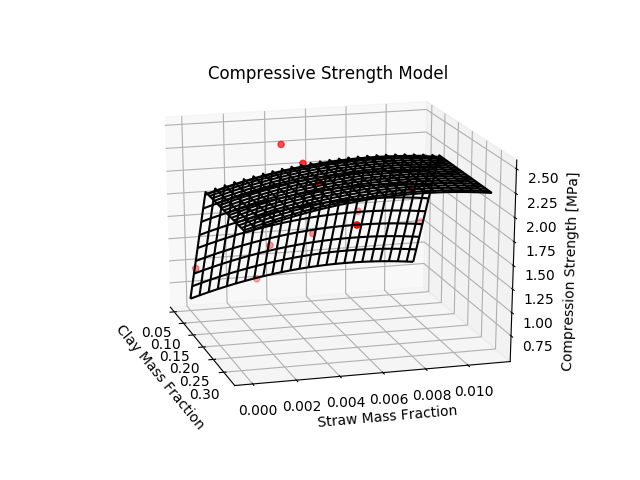 Compressive Strength Model
2.50
2.25
2.00
1.75
1.50
1.25
1.00
0.75
Compression Strength [MPa]
0.05
0.10
0.15
0.20
0.25
0.30
Clay Mass Fraction
0.000 0.002 0.004 0.006 0.008 0.010
Straw Mass Fraction